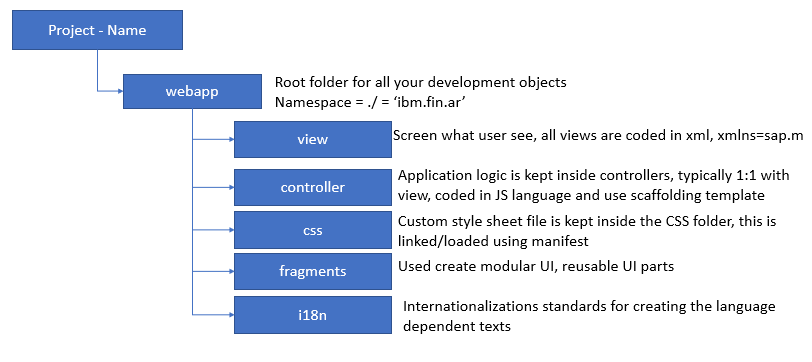 Project - Name
webapp
Root folder for all your development objects
Namespace = ./ = ‘ibm.fin.ar’
view
Screen what user see, all views are coded in xml, xmlns=sap.m
controller
Application logic is kept inside controllers, typically 1:1 with
view, coded in JS language and use scaffolding template
css
Custom style sheet file is kept inside the CSS folder, this is
linked/loaded using manifest
fragments
Used create modular UI, reusable UI parts
i18n
Internationalizations standards for creating the language
dependent texts